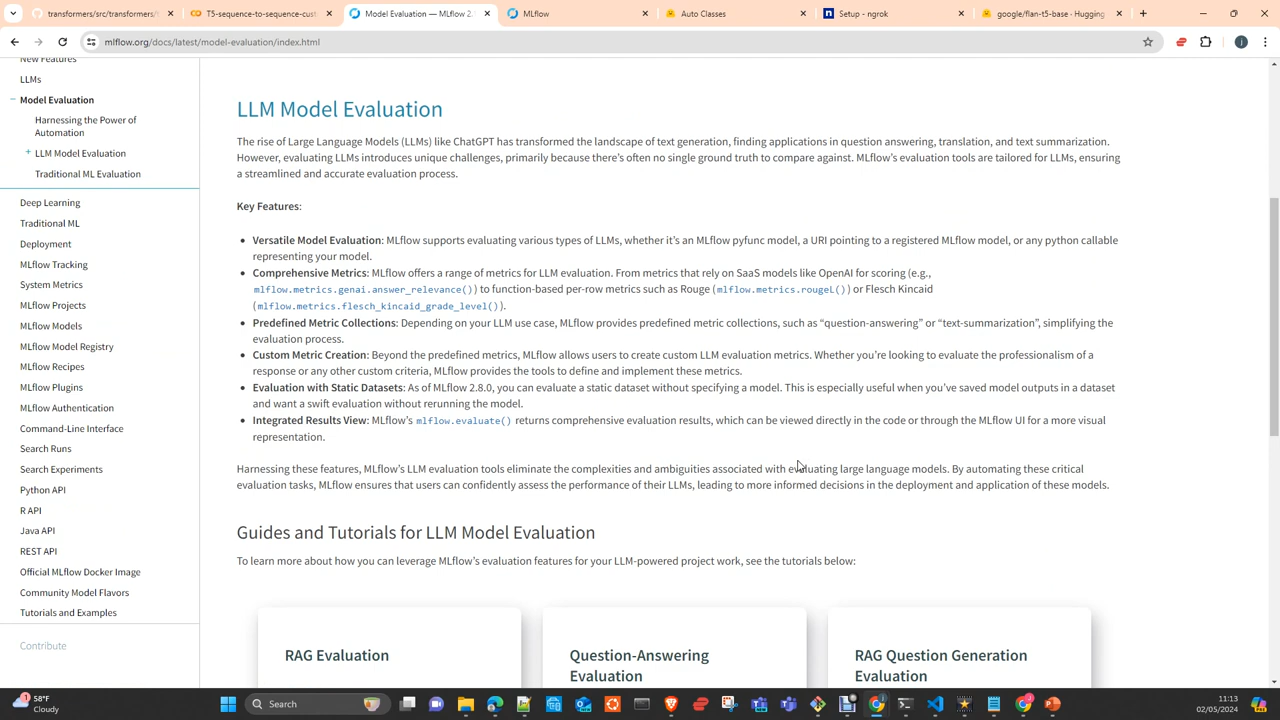 transformers/src/transformers/
T5-sequence-to-sequence-cust
Model Evaluation — MLflow 2.
MLflow
Auto Classes
Setup - ngrok
google/flan-t5-base · Hugging
mlflow.org/docs/latest/model-evaluation/index.html
New Features
LLMs
Model Evaluation
Harnessing the Power of
Automation
LLM Model Evaluation
Traditional ML Evaluation
Deep Learning
Traditional ML
Deployment
MLflow Tracking
System Metrics
MLflow Projects
MLflow Models
MLflow Model Registry
MLflow Recipes
MLflow Plugins
MLflow Authentication
Command-Line Interface
Search Runs
Search Experiments
Python API
R API
Java API
REST API
Official MLflow Docker Image
Community Model Flavors
Tutorials and Examples
Contribute
LLM Model Evaluation
The rise of Large Language Models (LLMs) like ChatGPT has transformed the landscape of text generation, finding applications in question answering, translation, and text summarization.
However, evaluating LLMs introduces unique challenges, primarily because there's often no single ground truth to compare against. MLflow's evaluation tools are tailored for LLMs, ensuring
a streamlined and accurate evaluation process.
Key Features:
Versatile Model Evaluation: MLflow supports evaluating various types of LLMs, whether it's an MLflow pyfunc model, a URI pointing to a registered MLflow model, or any python callable
representing your model.
Comprehensive Metrics: MLflow offers a range of metrics for LLM evaluation. From metrics that rely on SaaS models like OpenAI for scoring (e.g.,
mlflow.metrics.genai.answer_relevance()) to function-based per-row metrics such as Rouge (mlflow.metrics.rougeL()) or Flesch Kincaid
(mlflow.metrics.flesch_kincaid_grade_level()).
Predefined Metric Collections: Depending on your LLM use case, MLflow provides predefined metric collections, such as “question-answering” or “text-summarization”, simplifying the
evaluation process.
Custom Metric Creation: Beyond the predefined metrics, MLflow allows users to create custom LLM evaluation metrics. Whether you're looking to evaluate the professionalism of a
response or any other custom criteria, MLflow provides the tools to define and implement these metrics.
Evaluation with Static Datasets: As of MLflow 2.8.0, you can evaluate a static dataset without specifying a model. This is especially useful when you've saved model outputs in a dataset
and want a swift evaluation without rerunning the model.
Integrated Results View: MLflow's mlflow.evaluate() returns comprehensive evaluation results, which can be viewed directly in the code or through the MLflow UI for a more visual
representation.
Harnessing these features, MLflow's LLM evaluation tools eliminate the complexities and ambiguities associated with evaluating large language models. By automating these critical
evaluation tasks, MLflow ensures that users can confidently assess the performance of their LLMs, leading to more informed decisions in the deployment and application of these models.
Guides and Tutorials for LLM Model Evaluation
To learn more about how you can leverage MLflow's evaluation features for your LLM-powered project work, see the tutorials below:
RAG Evaluation
Question-Answering
Evaluation
RAG Question Generation
Evaluation
1
58°F
Cloudy
Search
11:13
02/05/2024